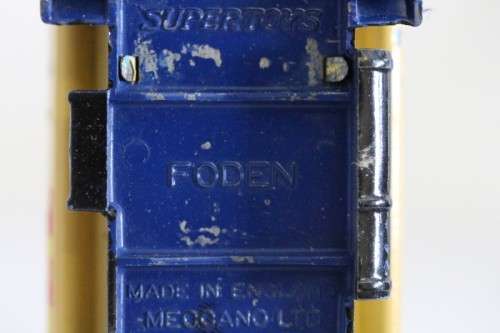 SUPERTOYS
FODEN
MADE IN ENGLAND
MECCANO LTD